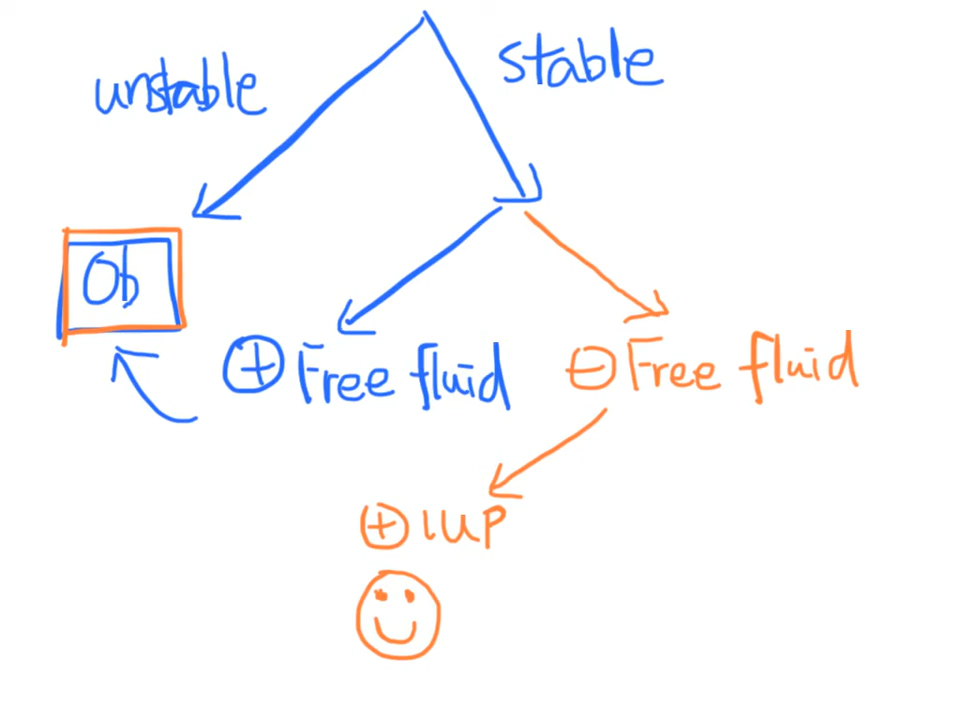 unstable
stable
Ob
⊕ Free fluid
⊖ Free fluid
⊕ IUP